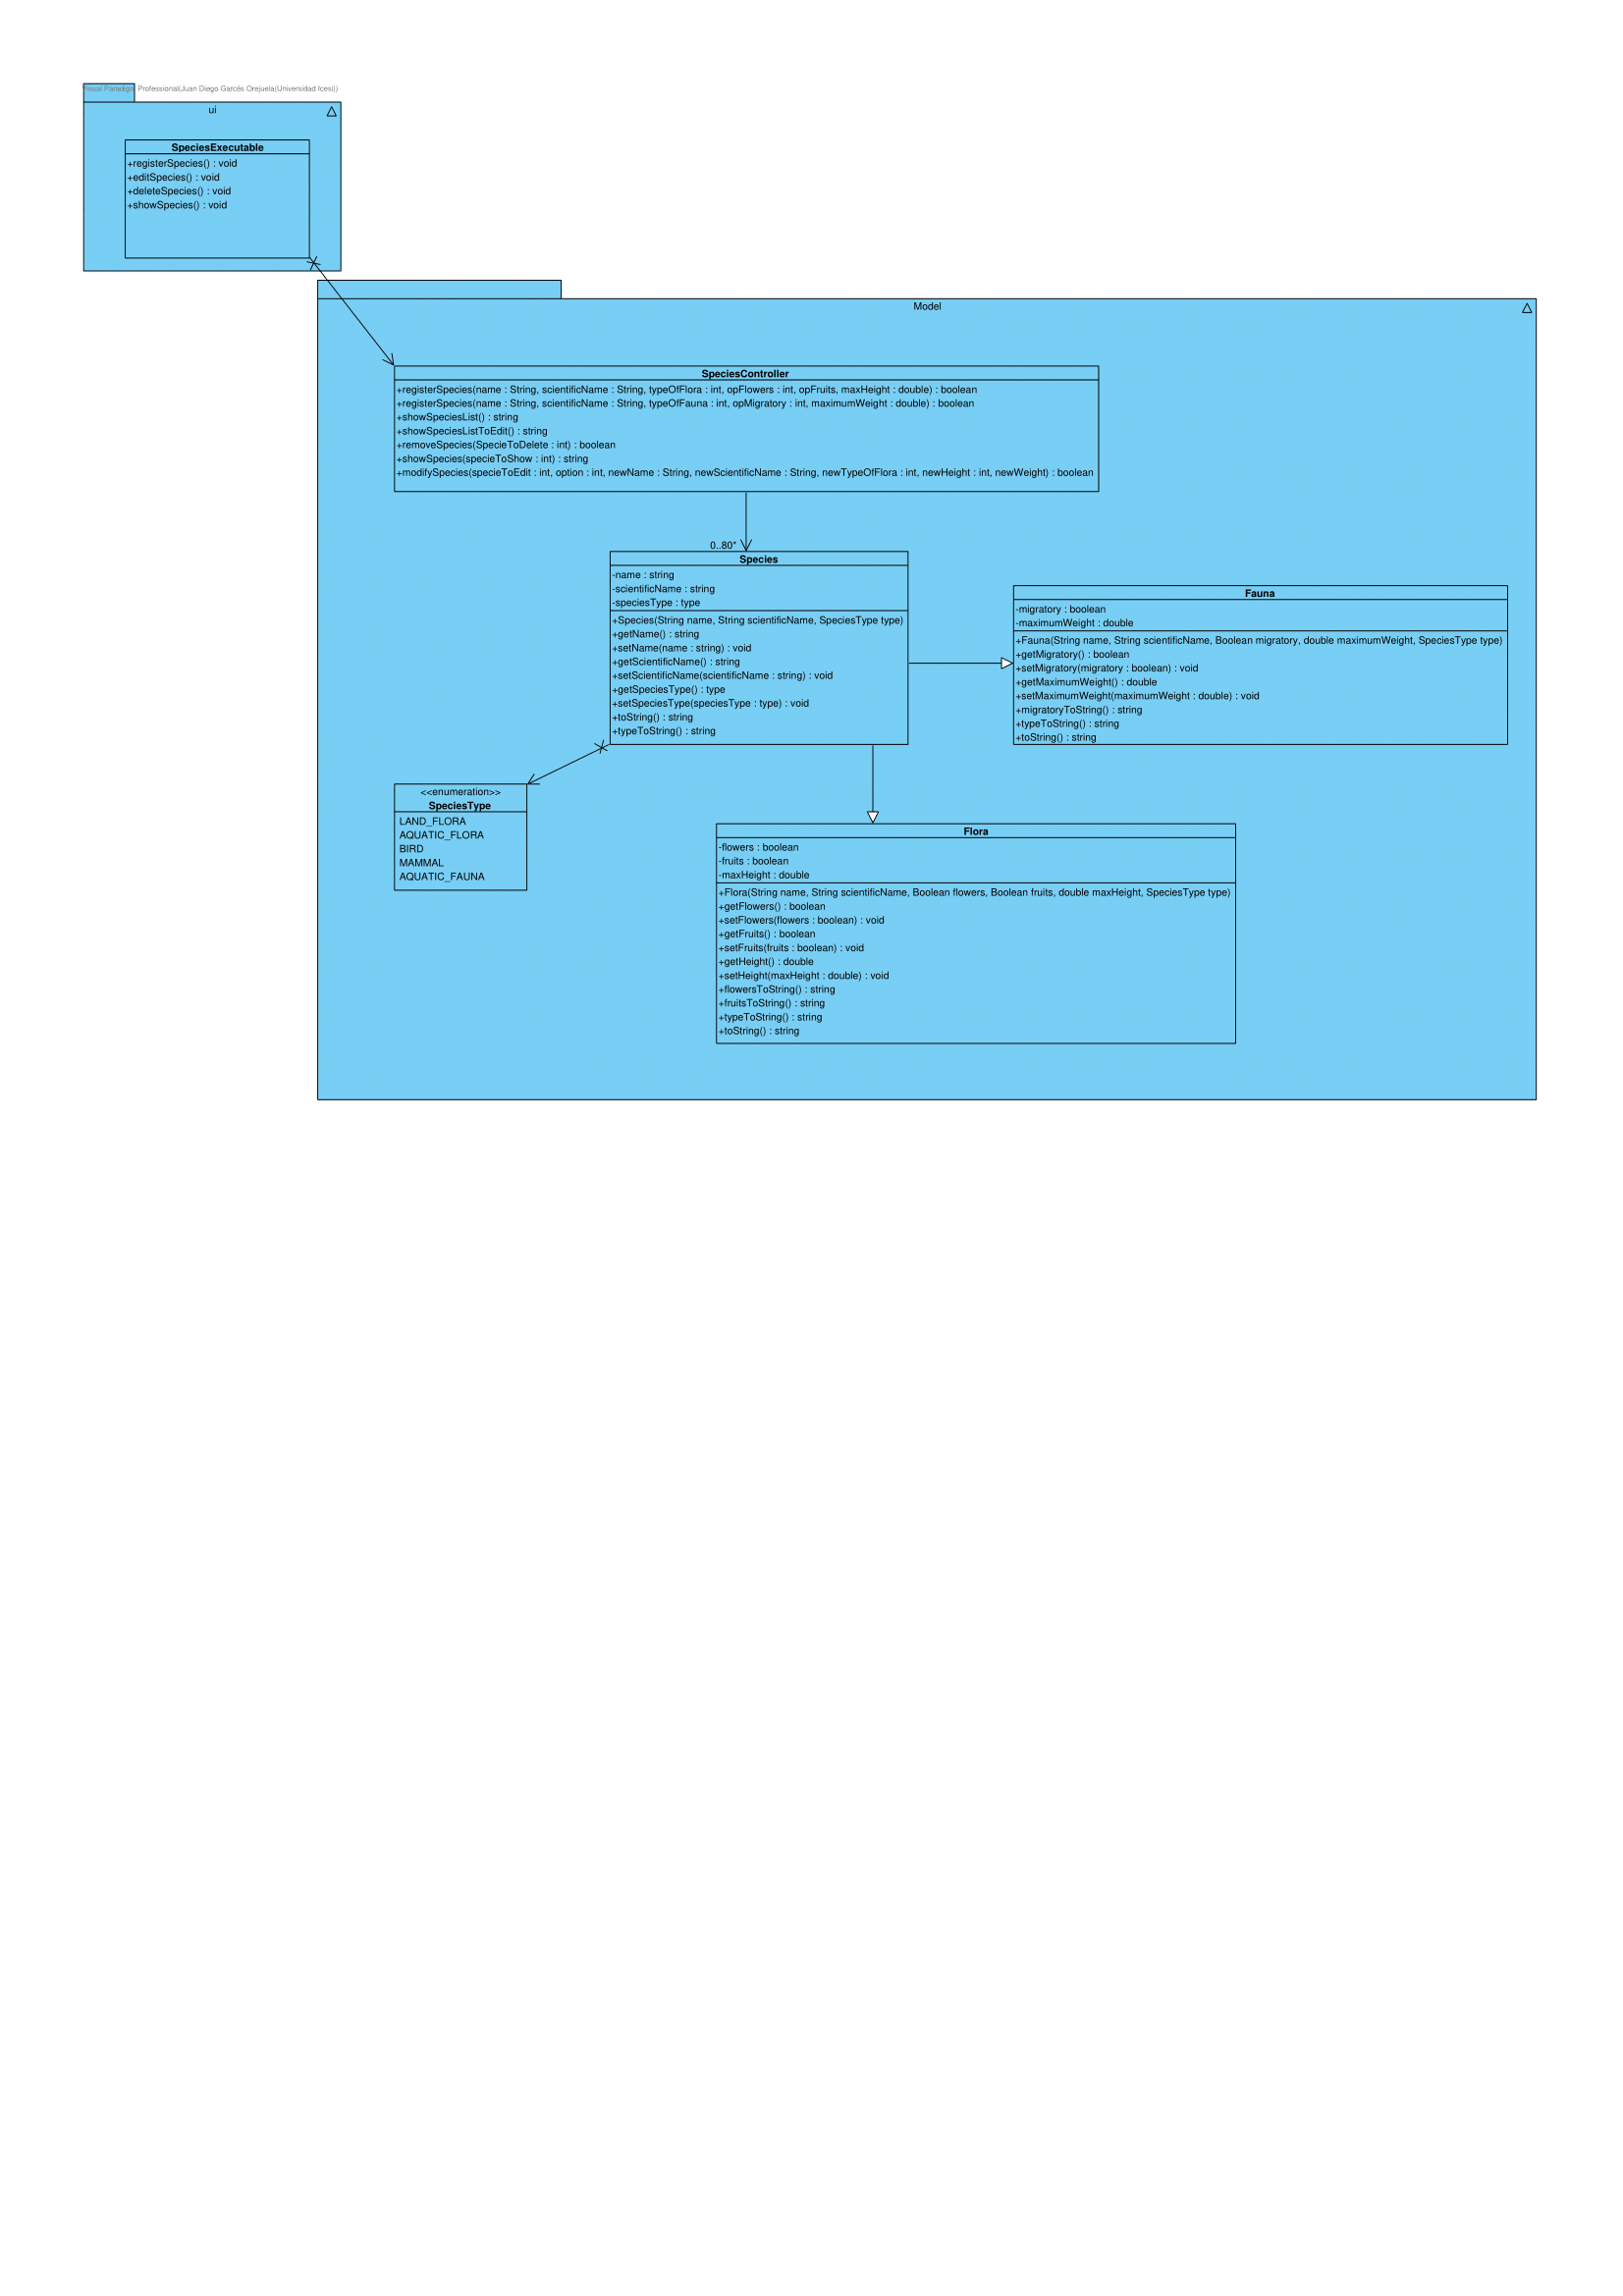 Visual Paradigm Professional(Juan Diego Garcés Orejuela(Universidad Icesi))
ui
SpeciesExecutable
+registerSpecies() : void
+editSpecies() : void
+deleteSpecies() : void
+showSpecies() : void
Model
SpeciesController
+registerSpecies(name : String, scientificName : String, typeOfFlora : int, opFlowers : int, opFruits, maxHeight : double) : boolean
+registerSpecies(name : String, scientificName : String, typeOfFauna : int, opMigratory : int, maximumWeight : double) : boolean
+showSpeciesList() : string
+showSpeciesListToEdit() : string
+removeSpecies(SpecieToDelete : int) : boolean
+showSpecies(specieToShow : int) : string
+modifySpecies(specieToEdit : int, option : int, newName : String, newScientificName : String, newTypeOfFlora : int, newHeight : int, newWeight) : boolean
0..80*
Species
-name : string
-scientificName : string
-speciesType : type
+Species(String name, String scientificName, SpeciesType type)
+getName() : string
+setName(name : string) : void
+getScientificName() : string
+setScientificName(scientificName : string) : void
+getSpeciesType() : type
+setSpeciesType(speciesType : type) : void
+toString() : string
+typeToString() : string
Fauna
-migratory : boolean
-maximumWeight : double
+Fauna(String name, String scientificName, Boolean migratory, double maximumWeight, SpeciesType type)
+getMigratory() : boolean
+setMigratory(migratory : boolean) : void
+getMaximumWeight() : double
+setMaximumWeight(maximumWeight : double) : void
+migratoryToString() : string
+typeToString() : string
+toString() : string
<<enumeration>>
SpeciesType
LAND_FLORA
AQUATIC_FLORA
BIRD
MAMMAL
AQUATIC_FAUNA
Flora
-flowers : boolean
-fruits : boolean
-maxHeight : double
+Flora(String name, String scientificName, Boolean flowers, Boolean fruits, double maxHeight, SpeciesType type)
+getFlowers() : boolean
+setFlowers(flowers : boolean) : void
+getFruits() : boolean
+setFruits(fruits : boolean) : void
+getHeight() : double
+setHeight(maxHeight : double) : void
+flowersToString() : string
+fruitsToString() : string
+typeToString() : string
+toString() : string